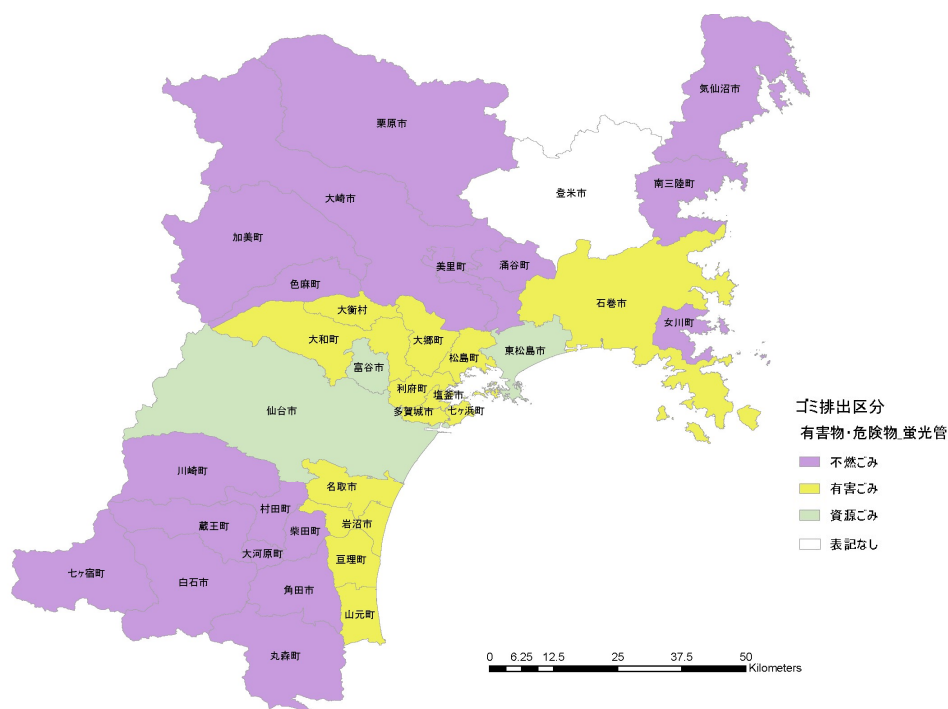 気仙沼市
栗原市
南三陸町
登米市
大崎市
加美町
美里町
涌谷町
色麻町
石巻市
大衡村
女川町
大和町
大郷町
松島町
東松島市
富谷市
利府町
塩釜市
仙台市
多賀城市
七ヶ浜町
川崎町
名取市
村田町
蔵王町
柴田町
岩沼市
大河原町
亘理町
七ヶ宿町
白石市
角田市
山元町
丸森町
ゴミ排出区分
有害物・危険物_蛍光管
不燃ごみ
有害ごみ
資源ごみ
表記なし
0 6.25 12.5 25 37.5 50
Kilometers